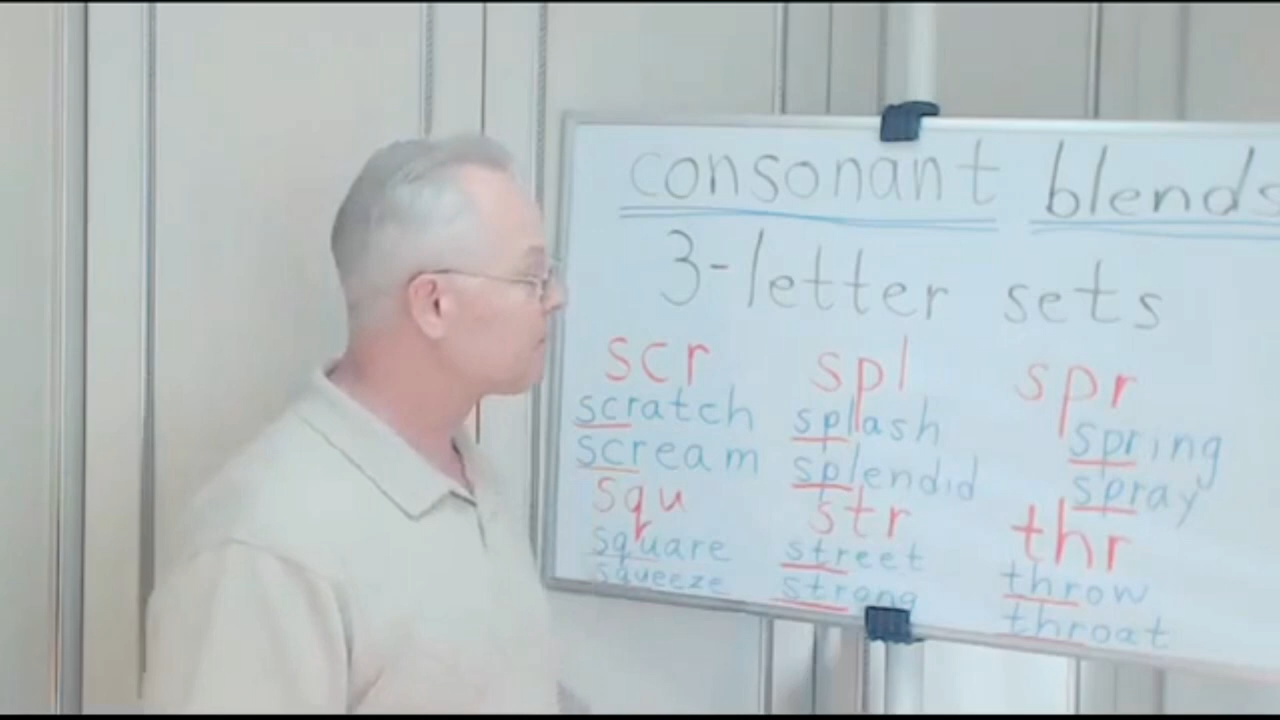 consonant blends
3-letter sets
scr spl spr
scratch splash spring
scream splendid spray
squ str thr
square street throw
squeeze strong throat